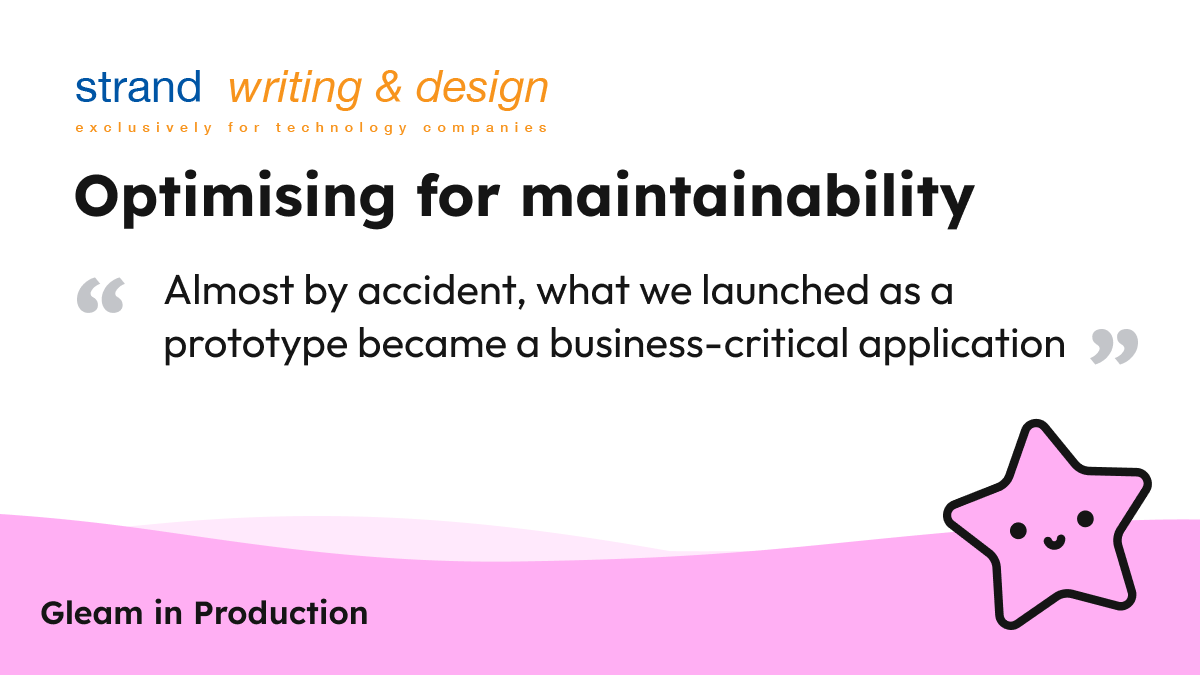 strand writing & design
exclusively for technology companies
Optimising for maintainability
“ Almost by accident, what we launched as a
prototype became a business-critical application ”
Gleam in Production